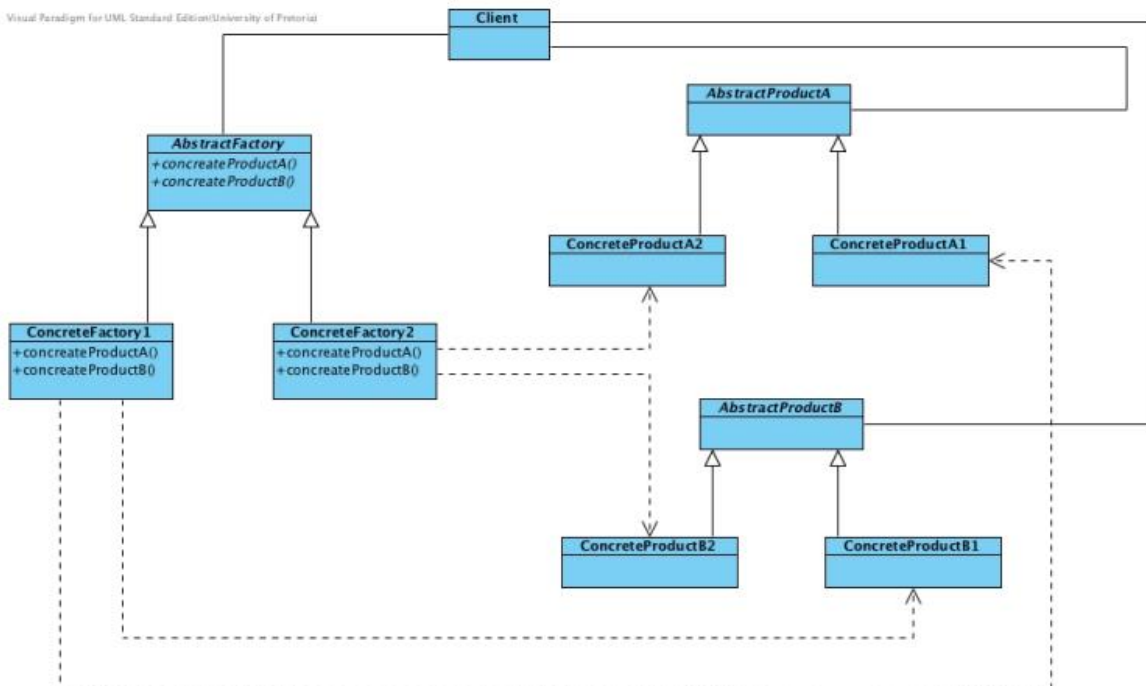 Visual Paradigm for UML Standard Edition(University of Pretoria)
Client
AbstractProductA
AbstractFactory
+concreateProductA()
+concreateProductB()
ConcreteProductA2
ConcreteProductA1
ConcreteFactory1
+concreateProductA()
+concreateProductB()
ConcreteFactory2
+concreateProductA()
+concreateProductB()
AbstractProductB
ConcreteProductB2
ConcreteProductB1